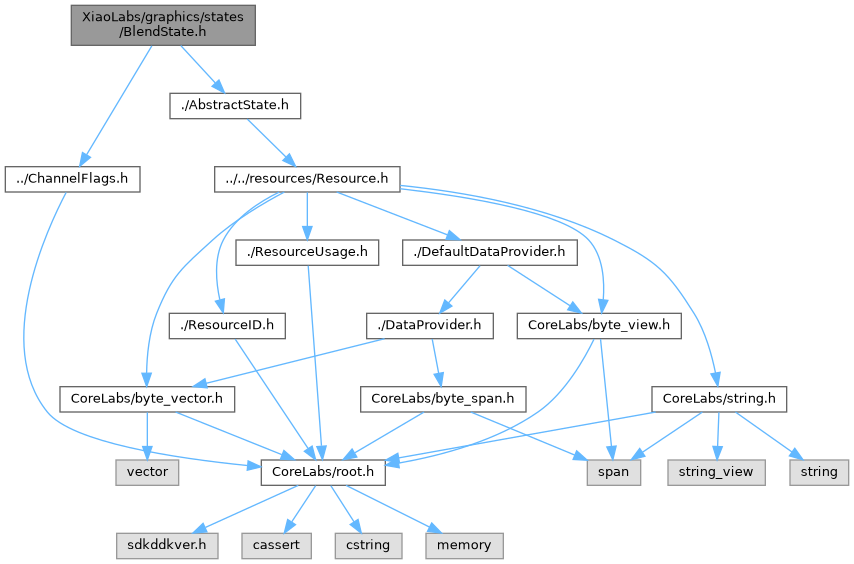 XiaoLabs/graphics/states
/BlendState.h
./AbstractState.h
../ChannelFlags.h
../../resources/Resource.h
./ResourceUsage.h
./DefaultDataProvider.h
./ResourceID.h
./DataProvider.h
CoreLabs/byte_view.h
CoreLabs/byte_vector.h
CoreLabs/byte_span.h
CoreLabs/string.h
vector
CoreLabs/root.h
span
string_view
string
sdkddkver.h
cassert
cstring
memory